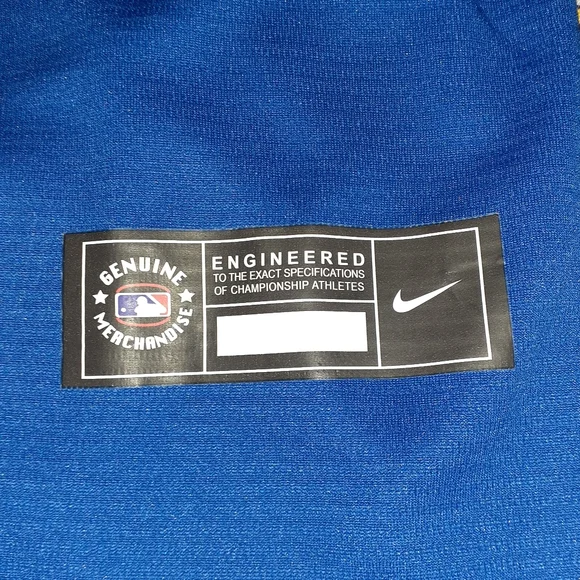 GENUINE
MERCHANDISE
ENGINEERED
TO THE EXACT SPECIFICATIONS
OF CHAMPIONSHIP ATHLETES